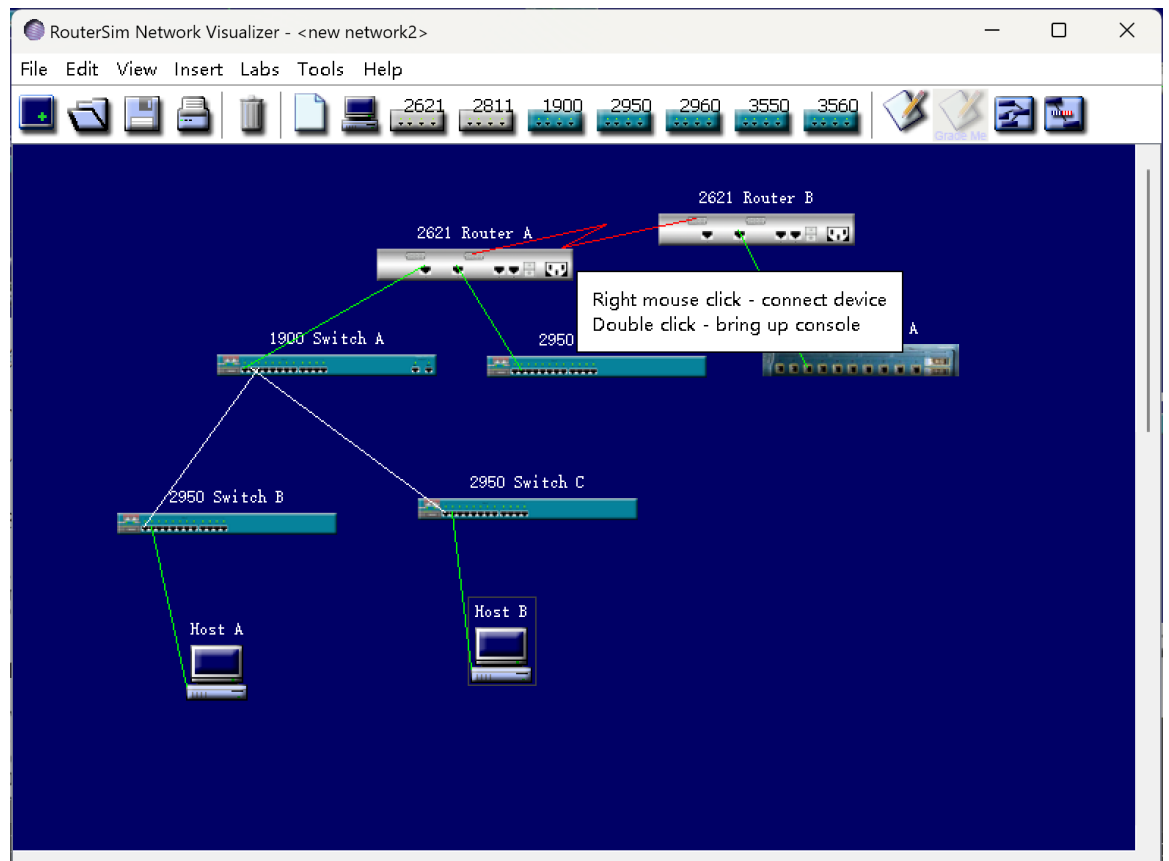 RouterSim Network Visualizer - <new network2>
File Edit View Insert Labs Tools Help
2621 2811 1900 2950 2960 3550 3560
Grade Me
2621 Router B
2621 Router A
Right mouse click - connect device
Double click - bring up console
1900 Switch A
2950
A
2950 Switch C
2950 Switch B
Host B
Host A